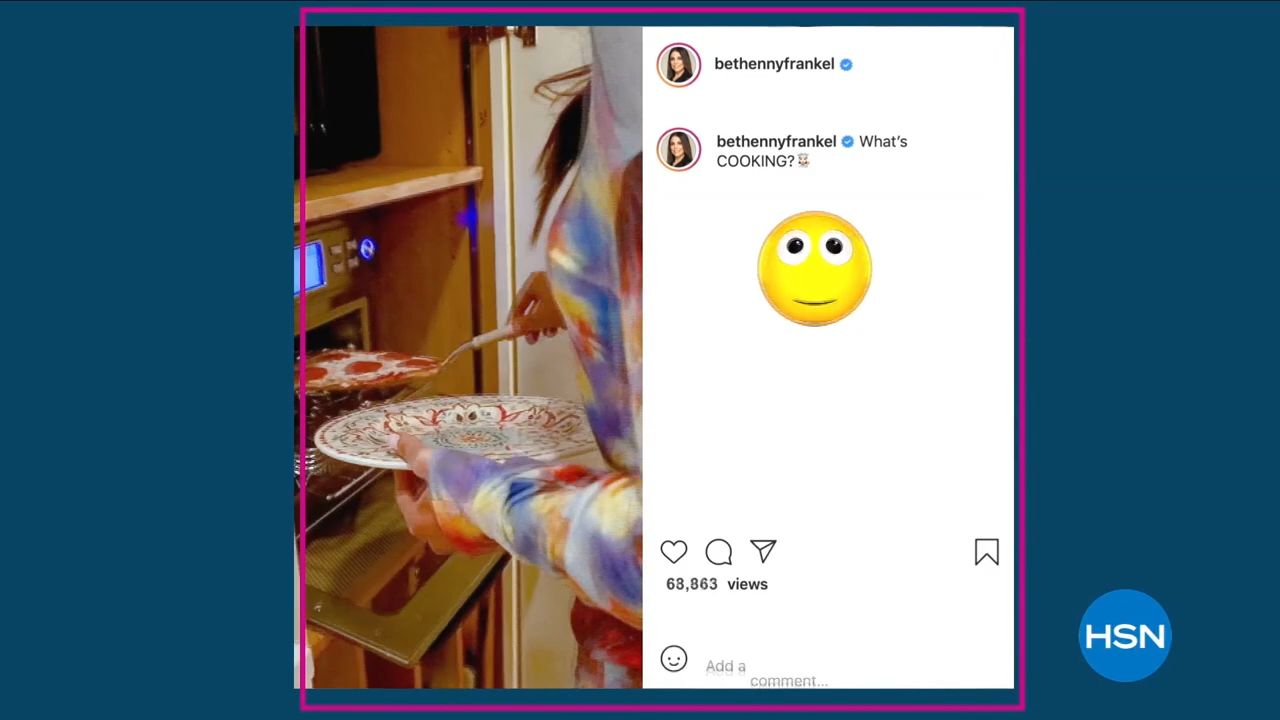 bethennyfrankel
bethennyfrankel What's
COOKING?
68,863 views
Add a
comment...
HSN